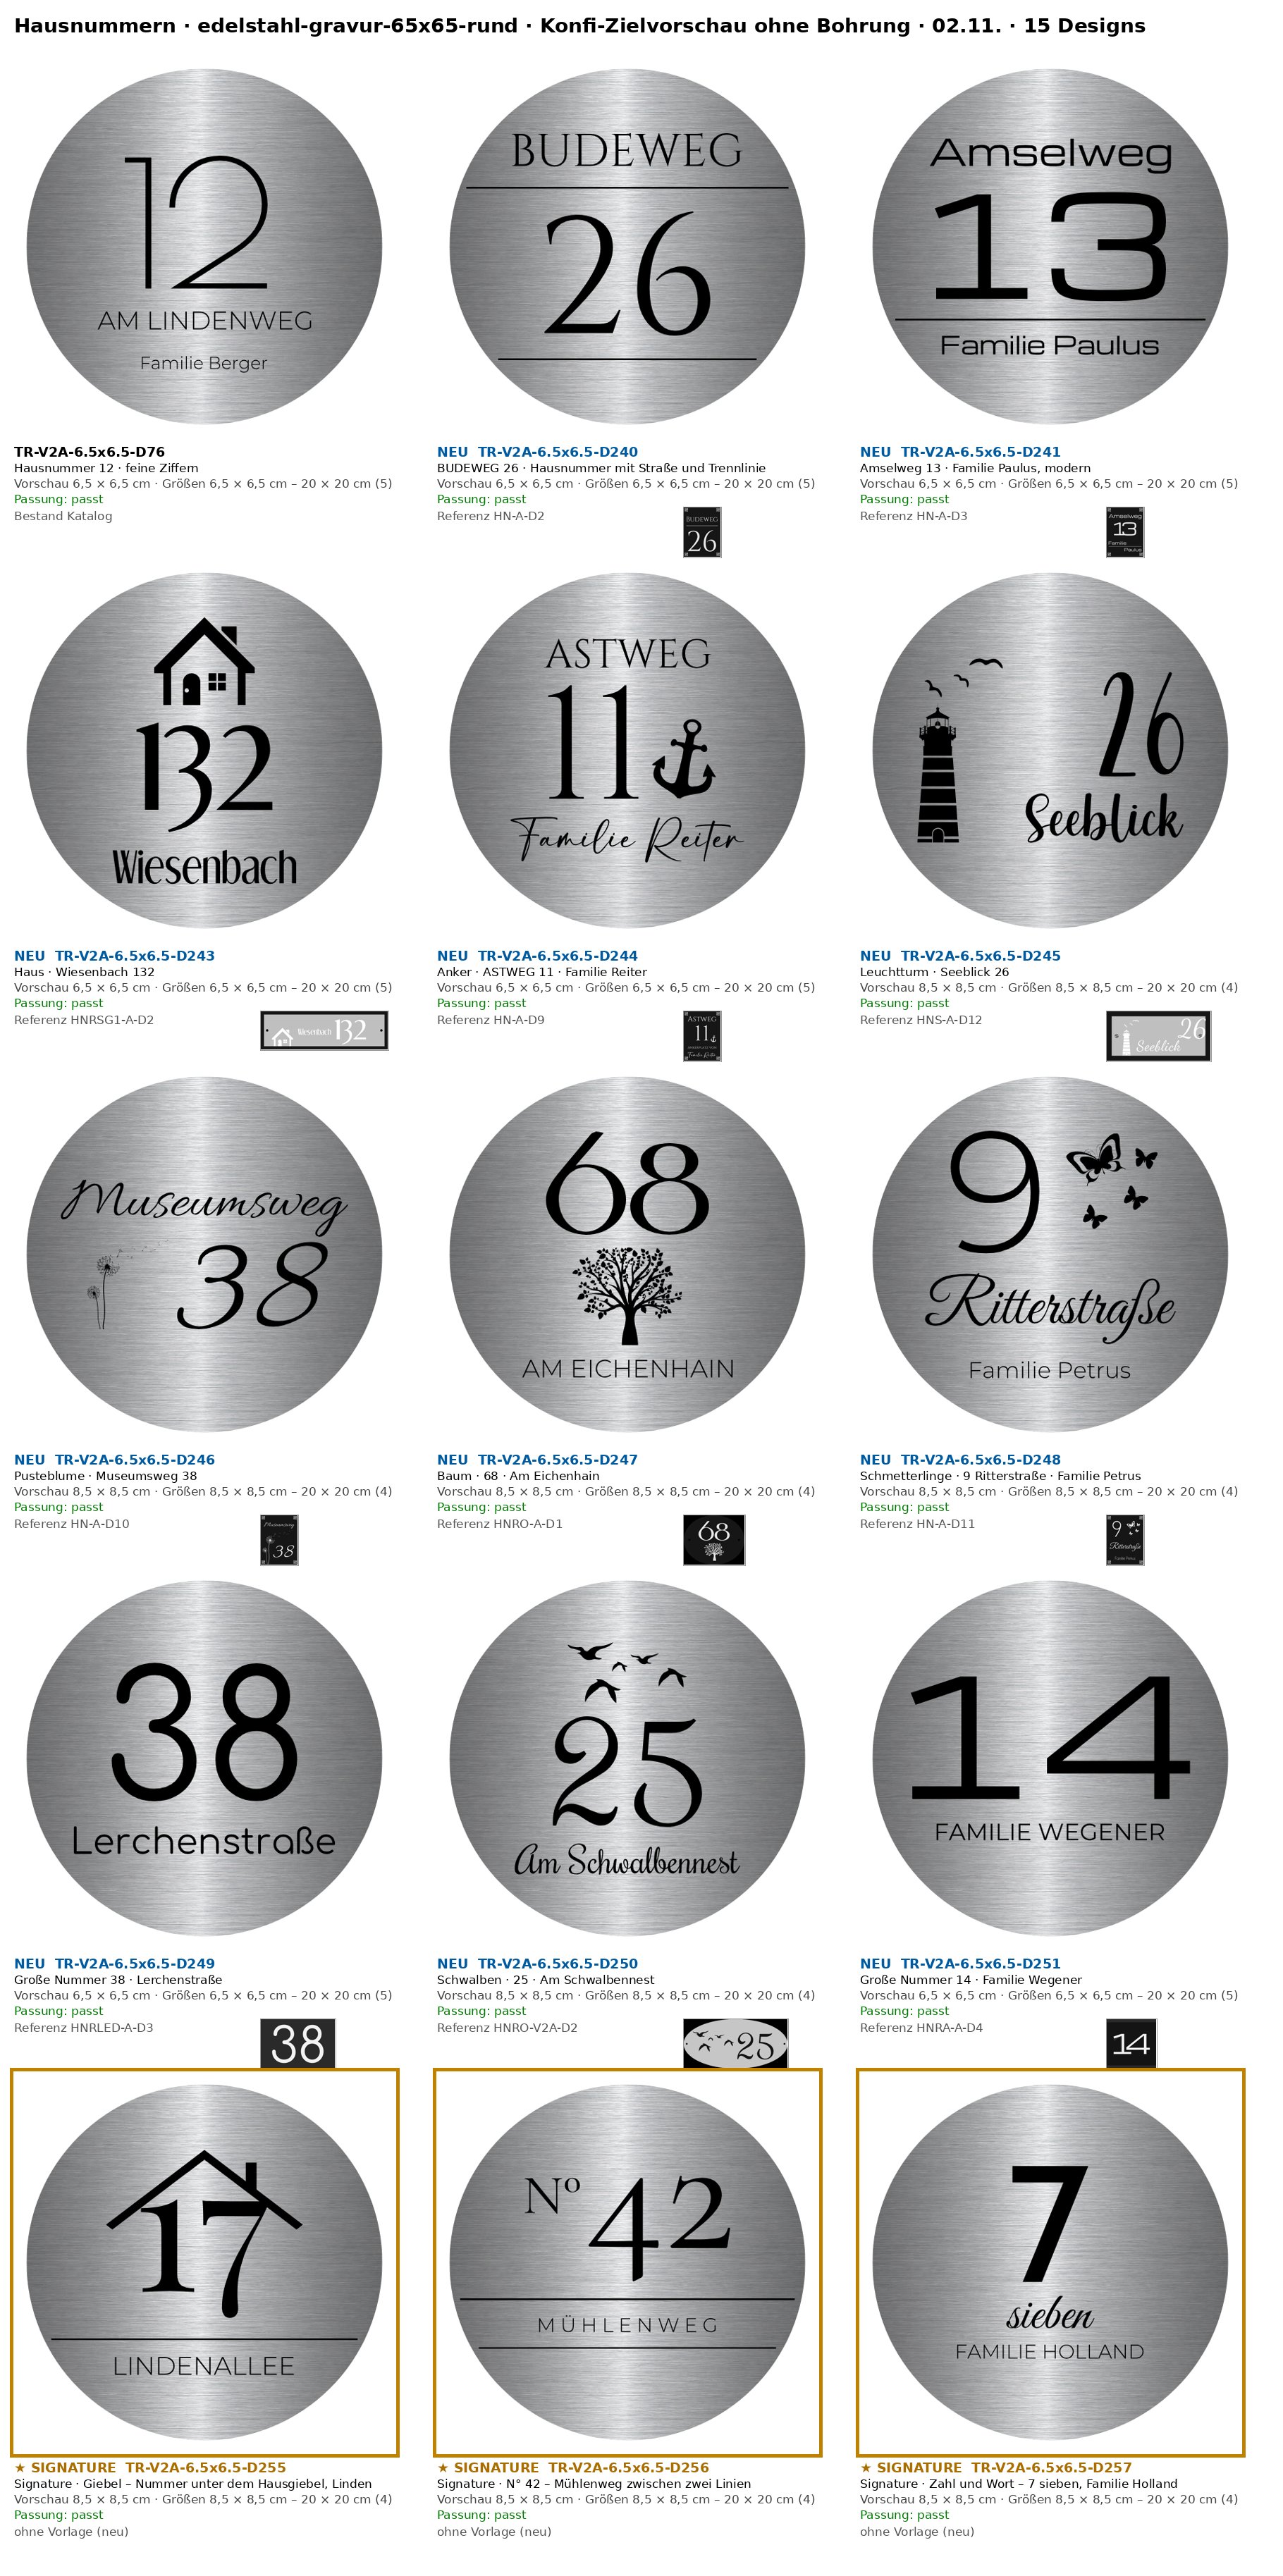 Hausnummern · edelstahl-gravur-65x65-rund · Konfi-Zielvorschau ohne Bohrung · 02.11. · 15 Designs
12
AM LINDENWEG
Familie Berger
TR-V2A-6.5x6.5-D76
Hausnummer 12 · feine Ziffern
Vorschau 6,5 × 6,5 cm · Größen 6,5 × 6,5 cm – 20 × 20 cm (5)
Passung: passt
Bestand Katalog
BUDEWEG
26
NEU TR-V2A-6.5x6.5-D240
BUDEWEG 26 · Hausnummer mit Straße und Trennlinie
Vorschau 6,5 × 6,5 cm · Größen 6,5 × 6,5 cm – 20 × 20 cm (5)
Passung: passt
Referenz HN-A-D2
BUDEWEG
26
Amselweg
13
Familie Paulus
NEU TR-V2A-6.5x6.5-D241
Amselweg 13 · Familie Paulus, modern
Vorschau 6,5 × 6,5 cm · Größen 6,5 × 6,5 cm – 20 × 20 cm (5)
Passung: passt
Referenz HN-A-D3
Amselweg
13
Familie
Paulus
132
Wiesenbach
NEU TR-V2A-6.5x6.5-D243
Haus · Wiesenbach 132
Vorschau 6,5 × 6,5 cm · Größen 6,5 × 6,5 cm – 20 × 20 cm (5)
Passung: passt
Referenz HNRSG1-A-D2
Wiesenbach 132
ASTWEG
11
Familie Reiter
NEU TR-V2A-6.5x6.5-D244
Anker · ASTWEG 11 · Familie Reiter
Vorschau 6,5 × 6,5 cm · Größen 6,5 × 6,5 cm – 20 × 20 cm (5)
Passung: passt
Referenz HN-A-D9
ASTWEG
11
Familie Reiter
26
Seeblick
NEU TR-V2A-6.5x6.5-D245
Leuchtturm · Seeblick 26
Vorschau 8,5 × 8,5 cm · Größen 8,5 × 8,5 cm – 20 × 20 cm (4)
Passung: passt
Referenz HNS-A-D12
26
Seeblick
Museumsweg
38
NEU TR-V2A-6.5x6.5-D246
Pusteblume · Museumsweg 38
Vorschau 8,5 × 8,5 cm · Größen 8,5 × 8,5 cm – 20 × 20 cm (4)
Passung: passt
Referenz HN-A-D10
Museumsweg
38
68
AM EICHENHAIN
NEU TR-V2A-6.5x6.5-D247
Baum · 68 · Am Eichenhain
Vorschau 8,5 × 8,5 cm · Größen 8,5 × 8,5 cm – 20 × 20 cm (4)
Passung: passt
Referenz HNRO-A-D1
68
9
Ritterstraße
Familie Petrus
NEU TR-V2A-6.5x6.5-D248
Schmetterlinge · 9 Ritterstraße · Familie Petrus
Vorschau 8,5 × 8,5 cm · Größen 8,5 × 8,5 cm – 20 × 20 cm (4)
Passung: passt
Referenz HN-A-D11
9
Ritterstraße
Familie Petrus
38
Lerchenstraße
NEU TR-V2A-6.5x6.5-D249
Große Nummer 38 · Lerchenstraße
Vorschau 6,5 × 6,5 cm · Größen 6,5 × 6,5 cm – 20 × 20 cm (5)
Passung: passt
Referenz HNRLED-A-D3
38
25
Am Schwalbennest
NEU TR-V2A-6.5x6.5-D250
Schwalben · 25 · Am Schwalbennest
Vorschau 8,5 × 8,5 cm · Größen 8,5 × 8,5 cm – 20 × 20 cm (4)
Passung: passt
Referenz HNRO-V2A-D2
25
14
FAMILIE WEGENER
NEU TR-V2A-6.5x6.5-D251
Große Nummer 14 · Familie Wegener
Vorschau 6,5 × 6,5 cm · Größen 6,5 × 6,5 cm – 20 × 20 cm (5)
Passung: passt
Referenz HNRA-A-D4
14
17
LINDENALLEE
★ SIGNATURE TR-V2A-6.5x6.5-D255
Signature · Giebel – Nummer unter dem Hausgiebel, Linden
Vorschau 8,5 × 8,5 cm · Größen 8,5 × 8,5 cm – 20 × 20 cm (4)
Passung: passt
ohne Vorlage (neu)
Nº 42
MÜHLENWEG
★ SIGNATURE TR-V2A-6.5x6.5-D256
Signature · N° 42 – Mühlenweg zwischen zwei Linien
Vorschau 8,5 × 8,5 cm · Größen 8,5 × 8,5 cm – 20 × 20 cm (4)
Passung: passt
ohne Vorlage (neu)
7
sieben
FAMILIE HOLLAND
★ SIGNATURE TR-V2A-6.5x6.5-D257
Signature · Zahl und Wort – 7 sieben, Familie Holland
Vorschau 8,5 × 8,5 cm · Größen 8,5 × 8,5 cm – 20 × 20 cm (4)
Passung: passt
ohne Vorlage (neu)